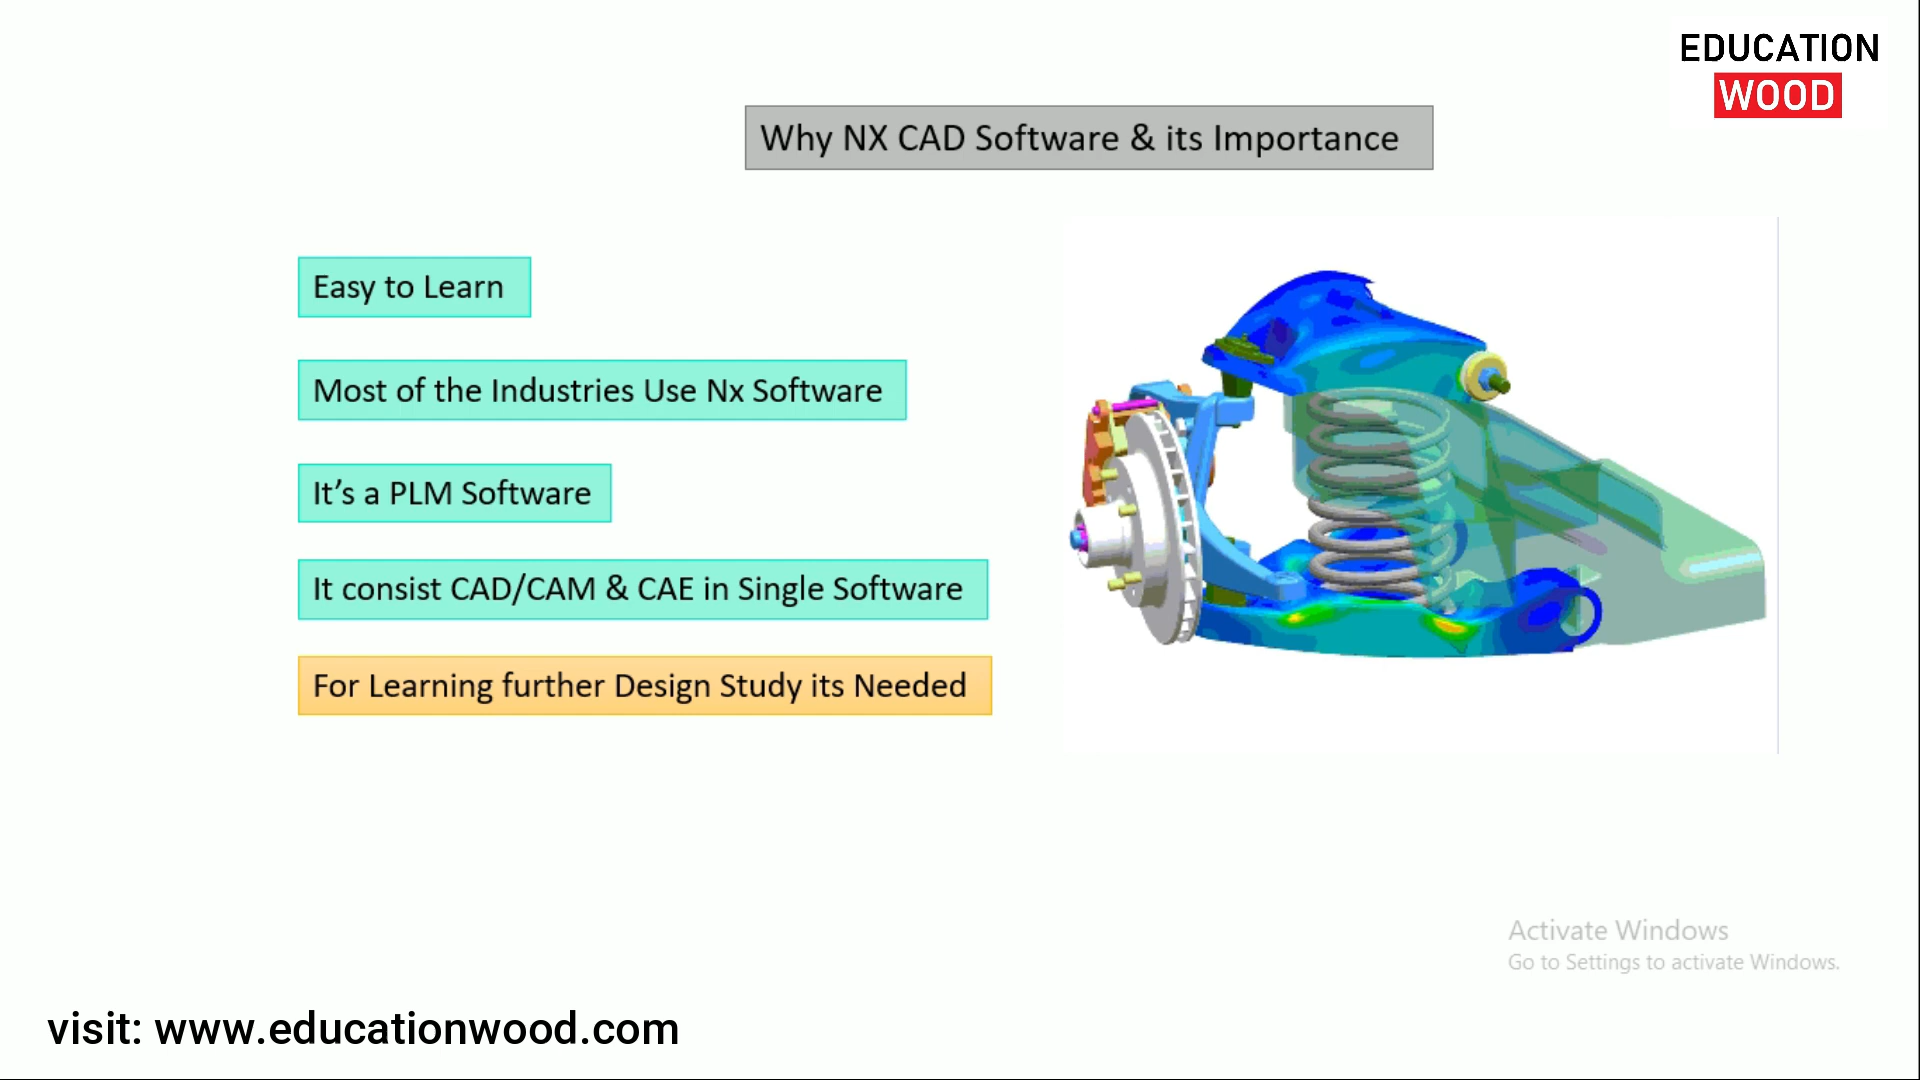 EDUCATION
WOOD
Why NX CAD Software & its Importance
Easy to Learn
Most of the Industries Use Nx Software
It’s a PLM Software
It consist CAD/CAM & CAE in Single Software
For Learning further Design Study its Needed
Activate Windows
Go to Settings to activate Windows.
visit: www.educationwood.com